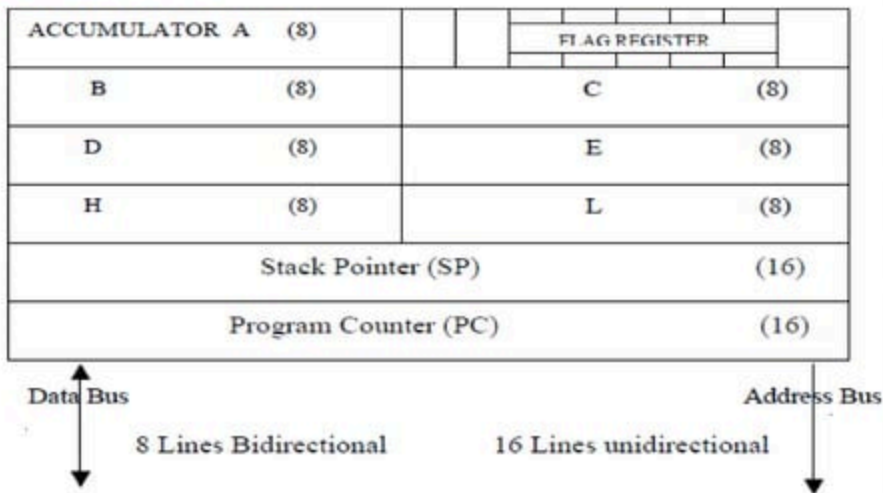 ACCUMULATOR A (8) FLAG REGISTER
B (8) C (8)
D (8) E (8)
H (8) L (8)
Stack Pointer (SP) (16)
Program Counter (PC) (16)
Data Bus Address Bus
8 Lines Bidirectional 16 Lines unidirectional